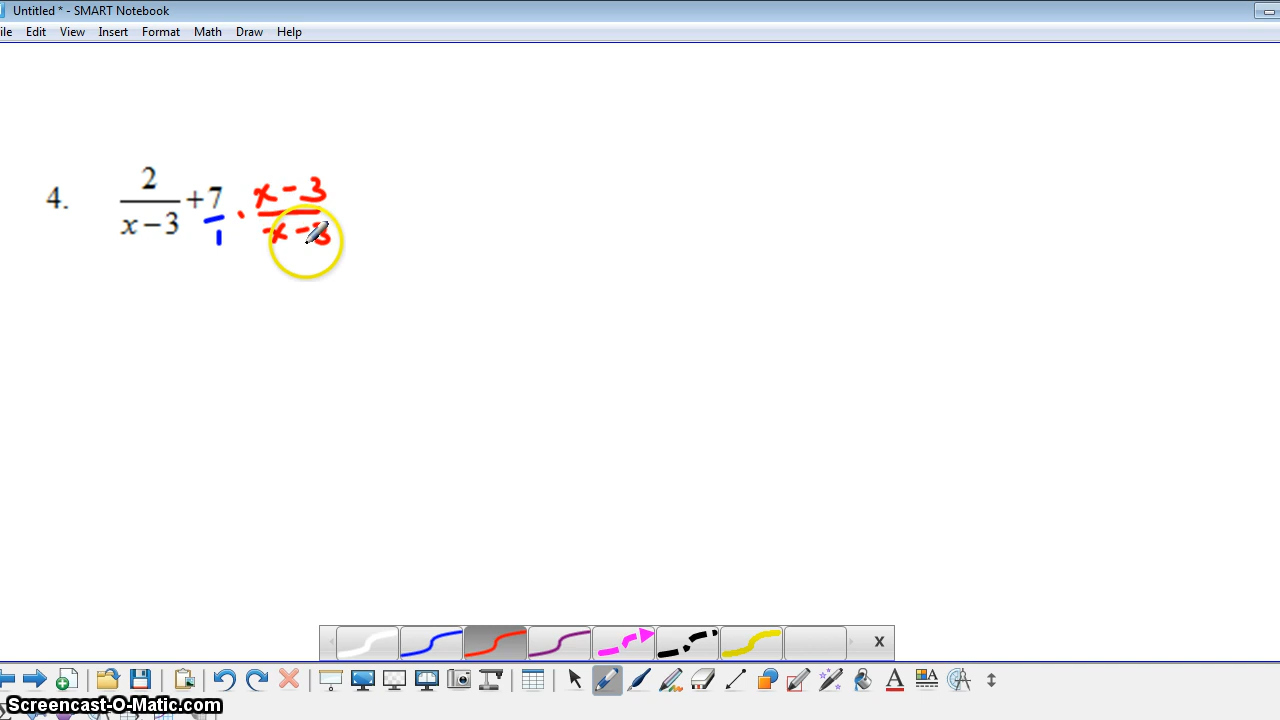 Untitled * - SMART Notebook
ile Edit View Insert Format Math Draw Help
4. 2/(x-3) + 7/1 · (x-3)/(x-3)
X
A A
Screencast-O-Matic.com